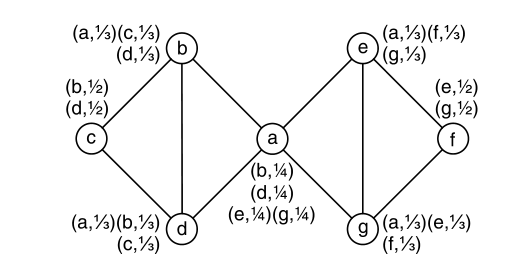 (a,⅓)(c,⅓)
(d,⅓)
b
e
(a,⅓)(f,⅓)
(g,⅓)
(b,½)
(d,½)
c
a
(e,½)
(g,½)
f
(b,¼)
(d,¼)
(e,¼)(g,¼)
(a,⅓)(b,⅓)
(c,⅓)
d
g
(a,⅓)(e,⅓)
(f,⅓)